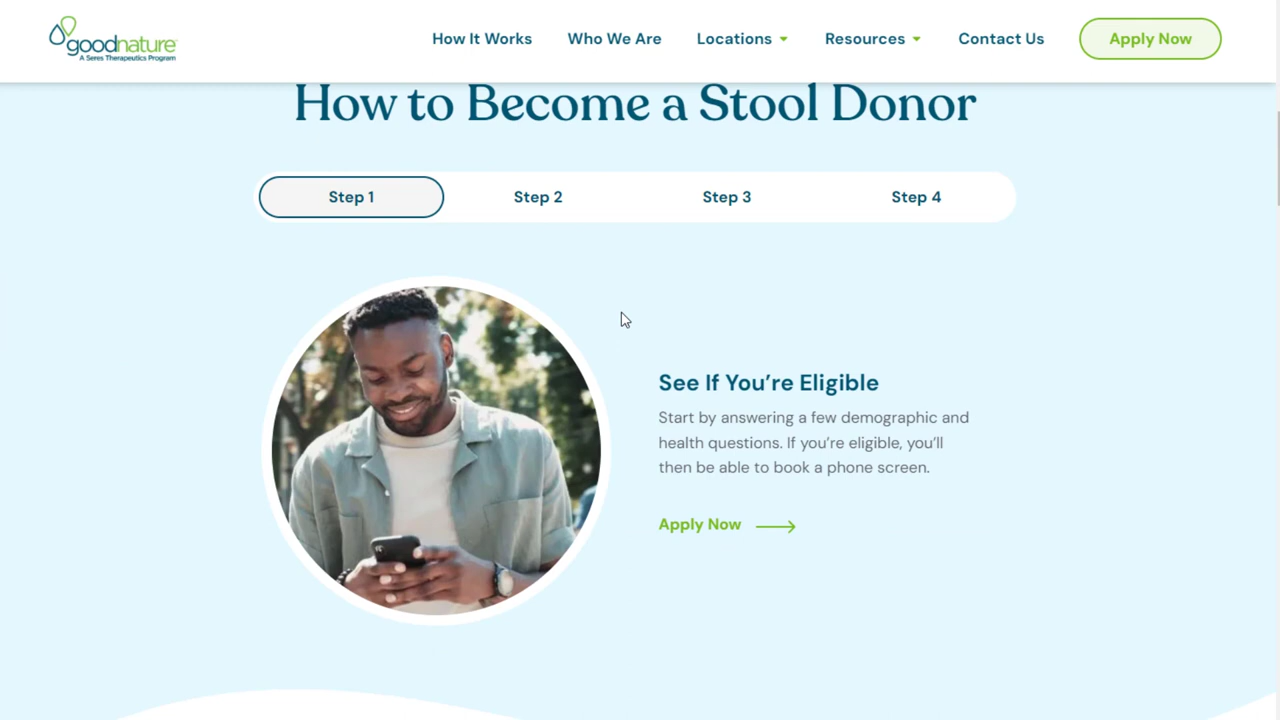 goodnature
A Seres Therapeutics Program
How It Works
Who We Are
Locations
Resources
Contact Us
Apply Now
How to Become a Stool Donor
Step 1
Step 2
Step 3
Step 4
See If You’re Eligible
Start by answering a few demographic and
health questions. If you’re eligible, you’ll
then be able to book a phone screen.
Apply Now